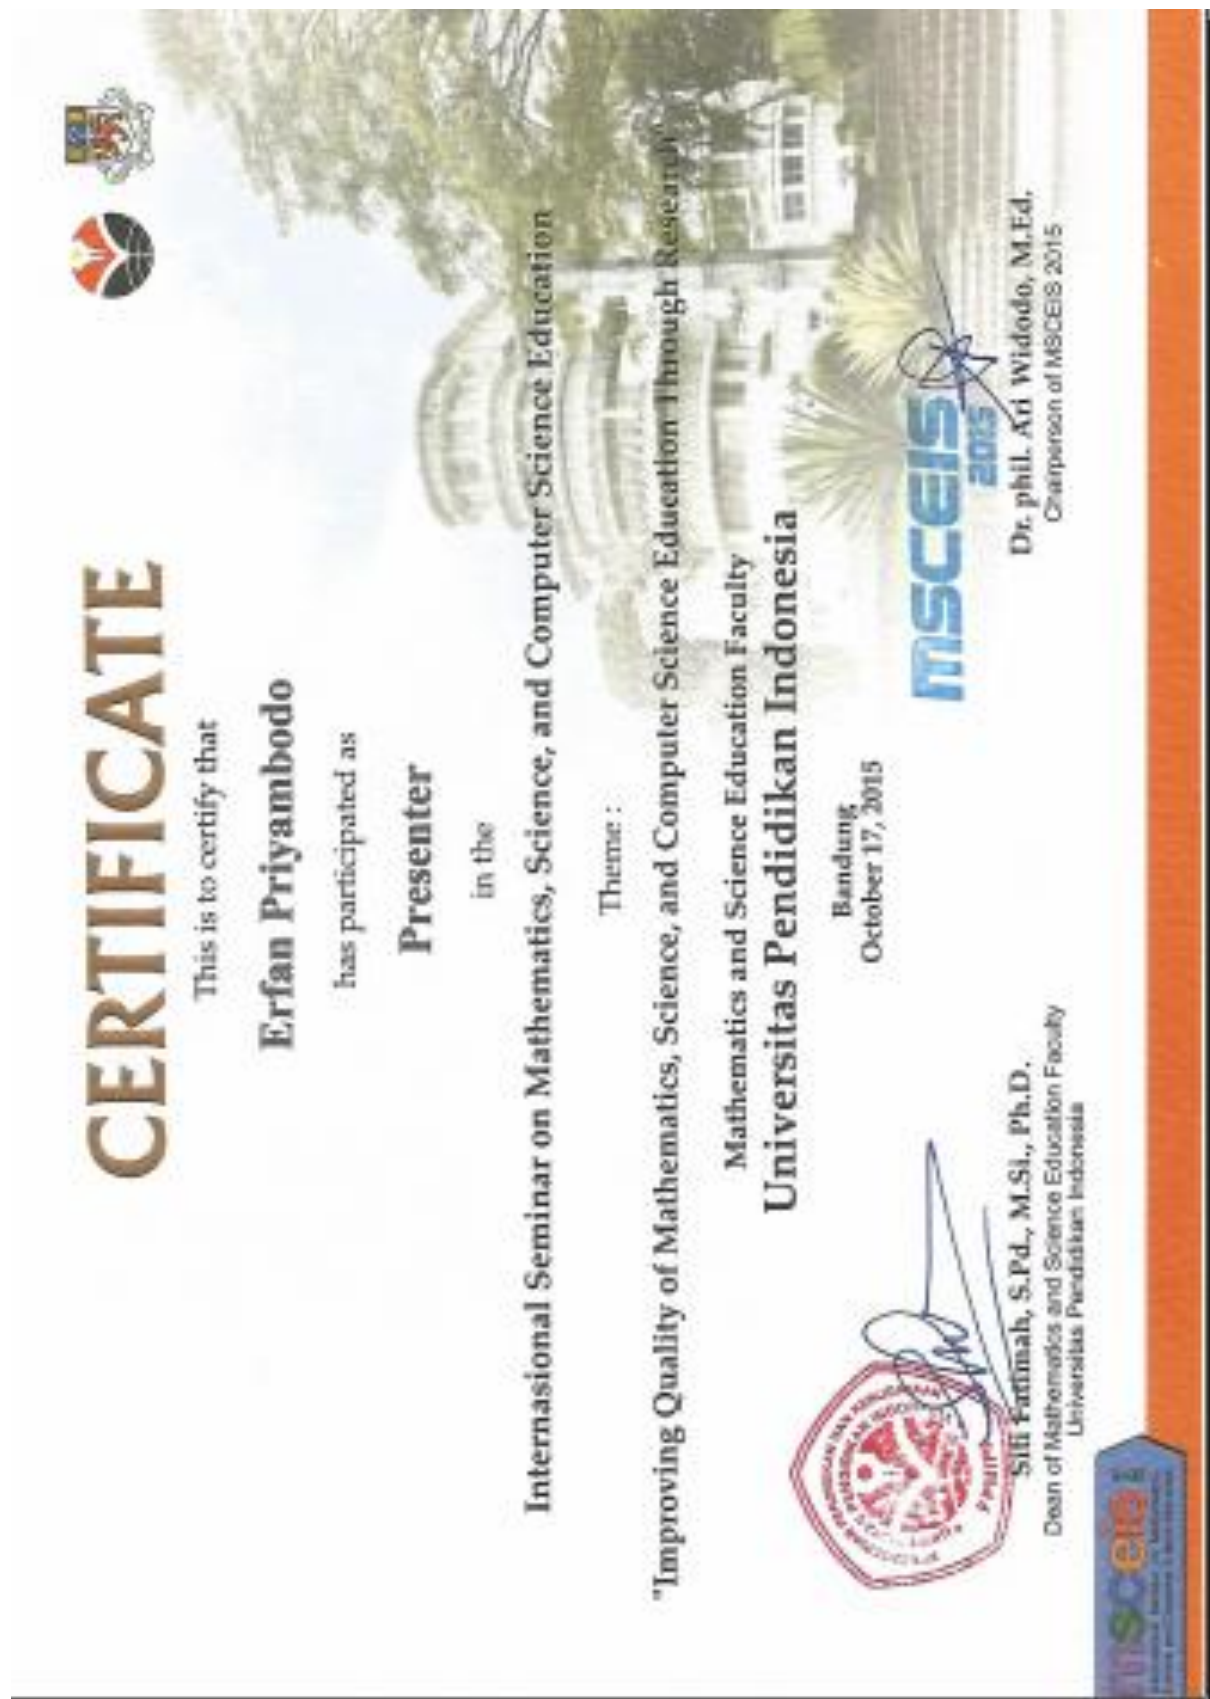 CERTIFICATE
This is to certify that
Erfan Priyambodo
has participated as
Presenter
in the
Internasional Seminar on Mathematics, Science, and Computer Science Education
Theme :
"Improving Quality of Mathematics, Science, and Computer Science Education Through Research"
Mathematics and Science Education Faculty
Universitas Pendidikan Indonesia
Bandung,
October 17, 2015
MSCEIS
2015
Siti Fatimah, S.Pd., M.Si., Ph.D.
Dean of Mathematics and Science Education Faculty
Universitas Pendidikan Indonesia
Dr. phil. Ari Widodo, M.Ed.
Chairperson of MSCEIS 2015
FPMIPA
msceis